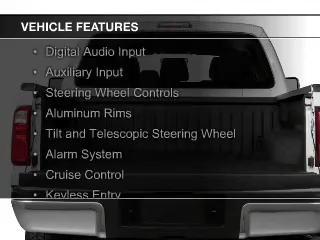 VEHICLE FEATURES
• Digital Audio Input
• Auxiliary Input
• Steering Wheel Controls
• Aluminum Rims
• Tilt and Telescopic Steering Wheel
• Alarm System
• Cruise Control
• Keyless Entry